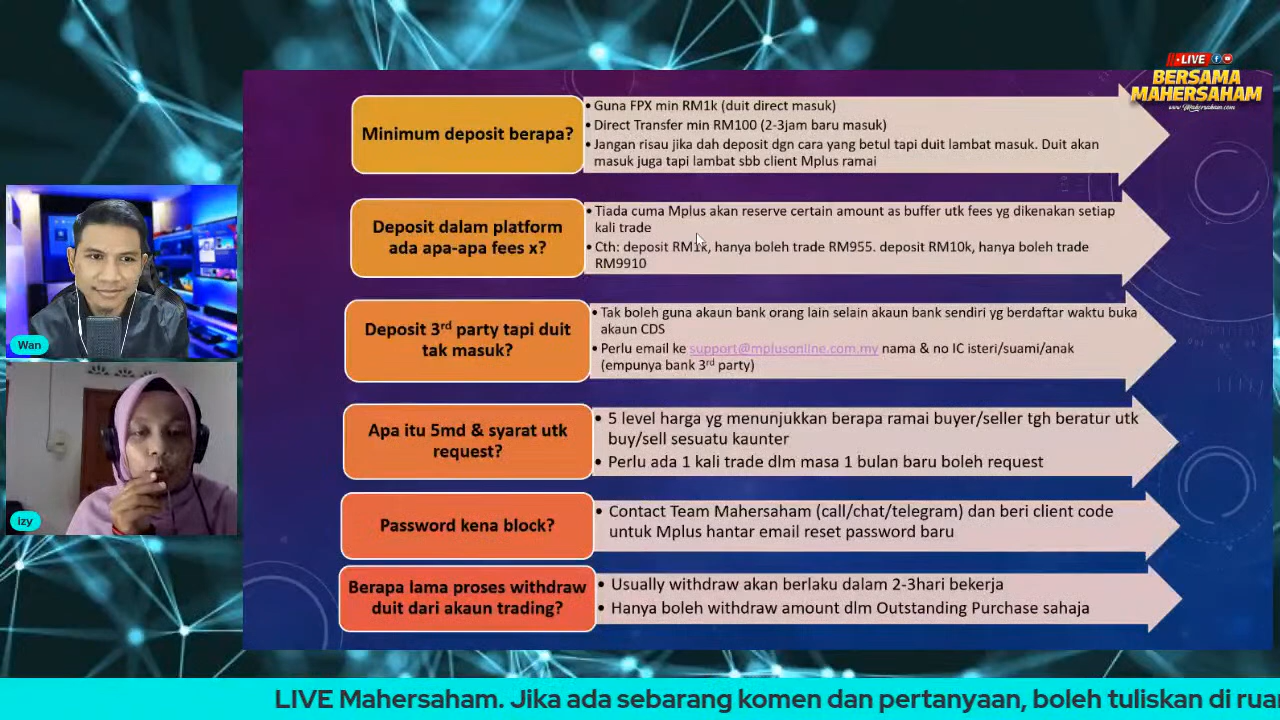 LIVE
BERSAMA
MAHERSAHAM
www.Mahersaham.com
Minimum deposit berapa?
• Guna FPX min RM1k (duit direct masuk)
• Direct Transfer min RM100 (2-3jam baru masuk)
• Jangan risau jika dah deposit dgn cara yang betul tapi duit lambat masuk. Duit akan
masuk juga tapi lambat sbb client Mplus ramai
Deposit dalam platform
ada apa-apa fees x?
• Tiada cuma Mplus akan reserve certain amount as buffer utk fees yg dikenakan setiap
kali trade
• Cth: deposit RM1k, hanya boleh trade RM955. deposit RM10k, hanya boleh trade
RM9910
Deposit 3rd party tapi duit
tak masuk?
• Tak boleh guna akaun bank orang lain selain akaun bank sendiri yg berdaftar waktu buka
akaun CDS
• Perlu email ke support@mplusonline.com.my nama & no IC isteri/suami/anak
(empunya bank 3rd party)
Apa itu 5md & syarat utk
request?
• 5 level harga yg menunjukkan berapa ramai buyer/seller tgh beratur utk
buy/sell sesuatu kaunter
• Perlu ada 1 kali trade dlm masa 1 bulan baru boleh request
Password kena block?
• Contact Team Mahersaham (call/chat/telegram) dan beri client code
untuk Mplus hantar email reset password baru
Berapa lama proses withdraw
duit dari akaun trading?
• Usually withdraw akan berlaku dalam 2-3hari bekerja
• Hanya boleh withdraw amount dlm Outstanding Purchase sahaja
Wan
izy
LIVE Mahersaham. Jika ada sebarang komen dan pertanyaan, boleh tuliskan di rua